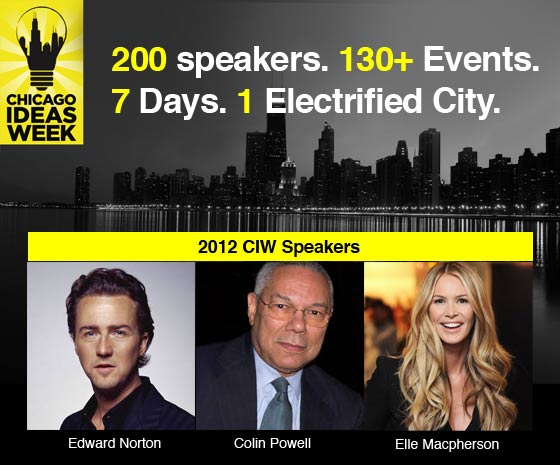 CHICAGO
IDEAS
WEEK
200 speakers. 130+ Events.
7 Days. 1 Electrified City.
2012 CIW Speakers
Edward Norton
Colin Powell
Elle Macpherson